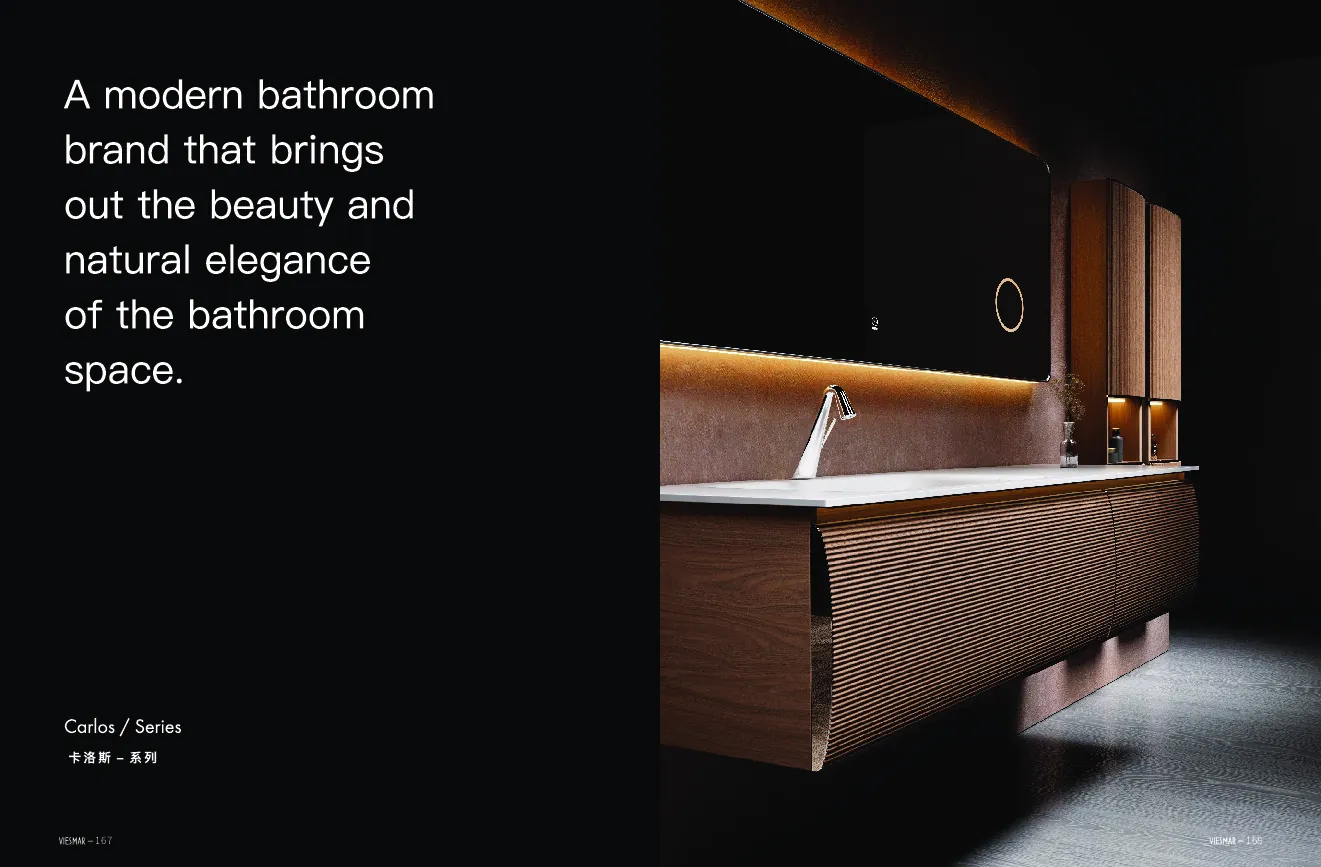 A modern bathroom
brand that brings
out the beauty and
natural elegance
of the bathroom
space.
Carlos / Series
卡洛斯 – 系列
VIESMAR – 167
VIESMAR –